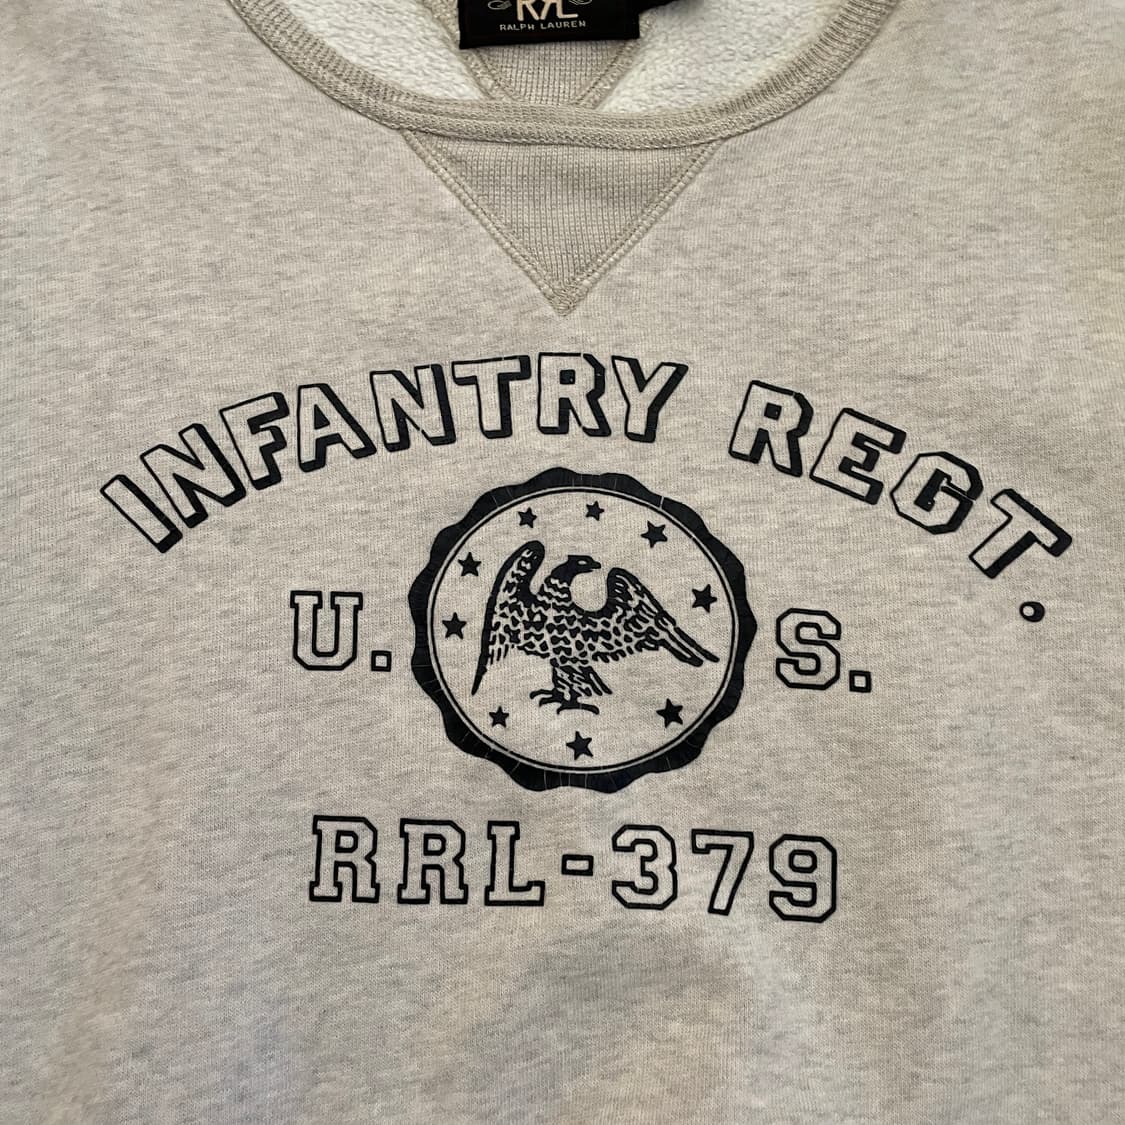 RRL
RALPH LAUREN
INFANTRY REGT.
U. S.
RRL-379